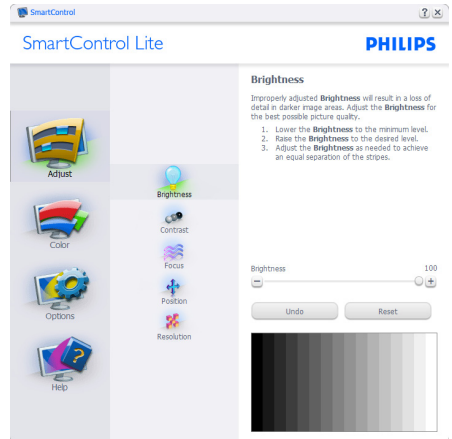 SmartControl
SmartControl Lite
PHILIPS
Adjust
Color
Options
Help
Brightness
Contrast
Focus
Position
Resolution
Brightness
Improperly adjusted Brightness will result in a loss of
detail in darker image areas. Adjust the Brightness for
the best possible picture quality.
1. Lower the Brightness to the minimum level.
2. Raise the Brightness to the desired level.
3. Adjust the Brightness as needed to achieve
an equal separation of the stripes.
Brightness 100
Undo Reset